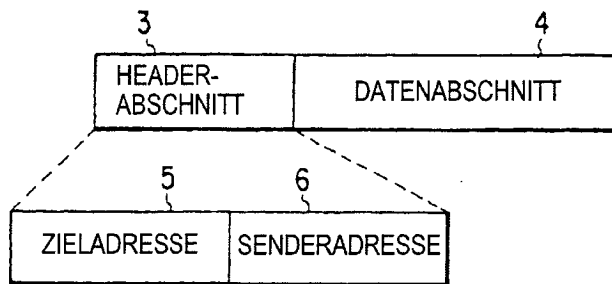 3
4
HEADER-
ABSCHNITT
DATENABSCHNITT
5
6
ZIELADRESSE
SENDERADRESSE